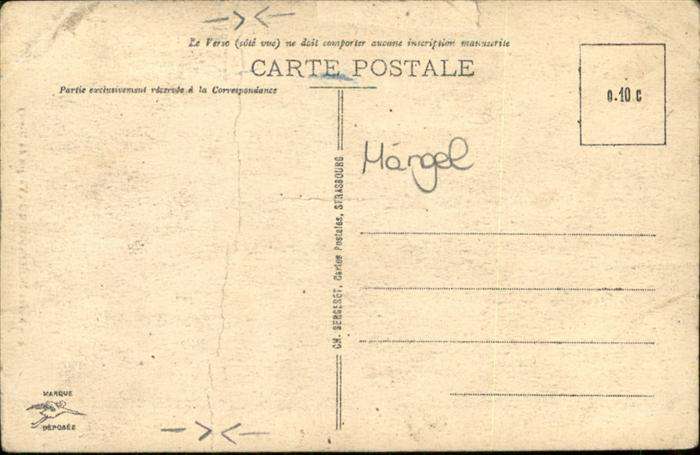 Le Verso (côté vue) ne doit comporter aucune inscription manuscrite
CARTE POSTALE
Partie exclusivement réservée à la Correspondance
0.10 c
Mängel
CH. BERGERET, Cartes Postales, STRASBOURG
MARQUE
DÉPOSÉE